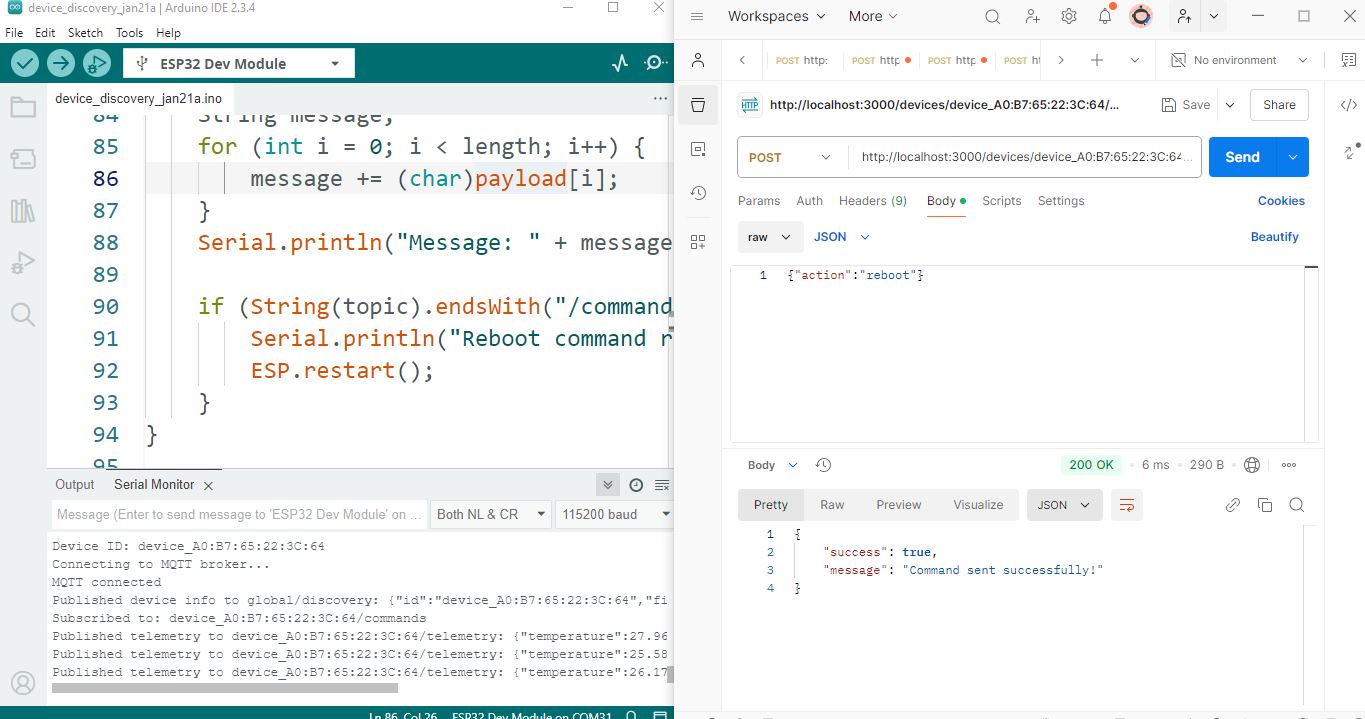 device_discovery_jan21a | Arduino IDE 2.3.4
File Edit Sketch Tools Help
ESP32 Dev Module
device_discovery_jan21a.ino
84 String message;
85 for (int i = 0; i < length; i++) {
86 message += (char)payload[i];
87 }
88 Serial.println("Message: " + message
89
90 if (String(topic).endsWith("/command
91 Serial.println("Reboot command r
92 ESP.restart();
93 }
94 }
95
Output Serial Monitor
Message (Enter to send message to 'ESP32 Dev Module' on ...
Both NL & CR
115200 baud
Device ID: device_A0:B7:65:22:3C:64
Connecting to MQTT broker...
MQTT connected
Published device info to global/discovery: {"id":"device_A0:B7:65:22:3C:64","fi
Subscribed to: device_A0:B7:65:22:3C:64/commands
Published telemetry to device_A0:B7:65:22:3C:64/telemetry: {"temperature":27.96
Published telemetry to device_A0:B7:65:22:3C:64/telemetry: {"temperature":25.58
Published telemetry to device_A0:B7:65:22:3C:64/telemetry: {"temperature":26.17
Ln 86, Col 26 ESP32 Dev Module on COM31
Workspaces More
POST http: POST http POST http POST ht
No environment
HTTP http://localhost:3000/devices/device_A0:B7:65:22:3C:64/...
Save
Share
POST http://localhost:3000/devices/device_A0:B7:65:22:3C:64...
Send
Params Auth Headers (9) Body Scripts Settings
Cookies
raw JSON
Beautify
1 {"action":"reboot"}
Body
200 OK • 6 ms • 290 B
Pretty Raw Preview Visualize JSON
1 {
2 "success": true,
3 "message": "Command sent successfully!"
4 }